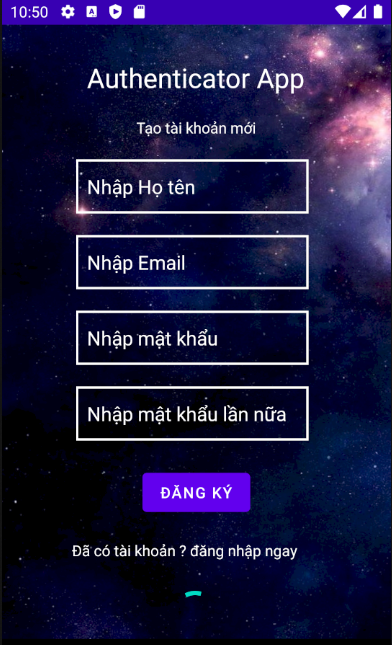 10:50
Authenticator App
Tạo tài khoản mới
Nhập Họ tên
Nhập Email
Nhập mật khẩu
Nhập mật khẩu lần nữa
ĐĂNG KÝ
Đã có tài khoản ? đăng nhập ngay